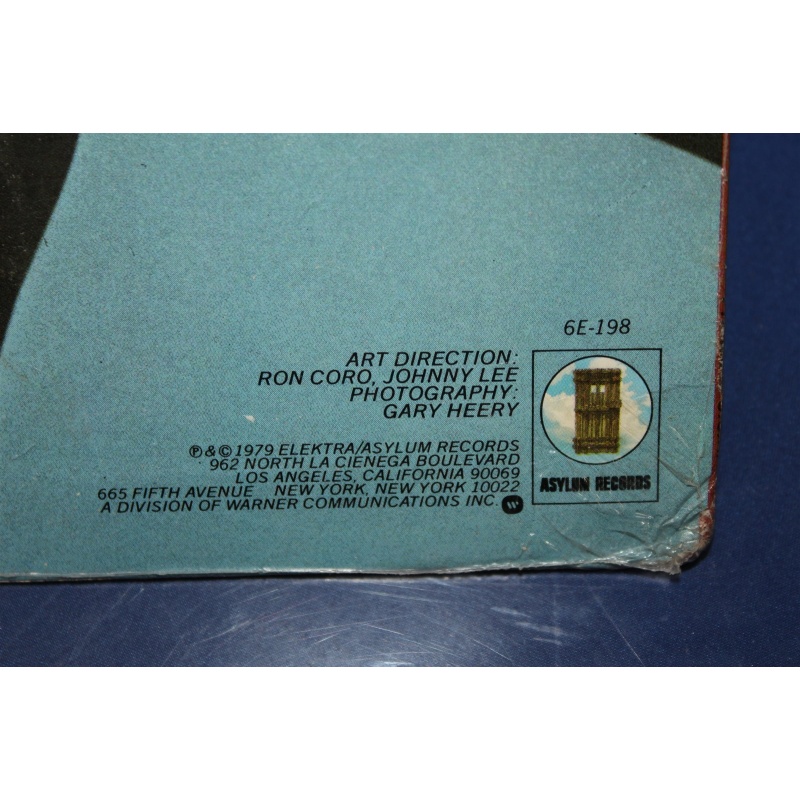 6E-198
ART DIRECTION:
RON CORO, JOHNNY LEE
PHOTOGRAPHY:
GARY HEERY
℗&©1979 ELEKTRA/ASYLUM RECORDS
962 NORTH LA CIENEGA BOULEVARD
LOS ANGELES, CALIFORNIA 90069
665 FIFTH AVENUE NEW YORK, NEW YORK 10022
A DIVISION OF WARNER COMMUNICATIONS INC.
ASYLUM RECORDS